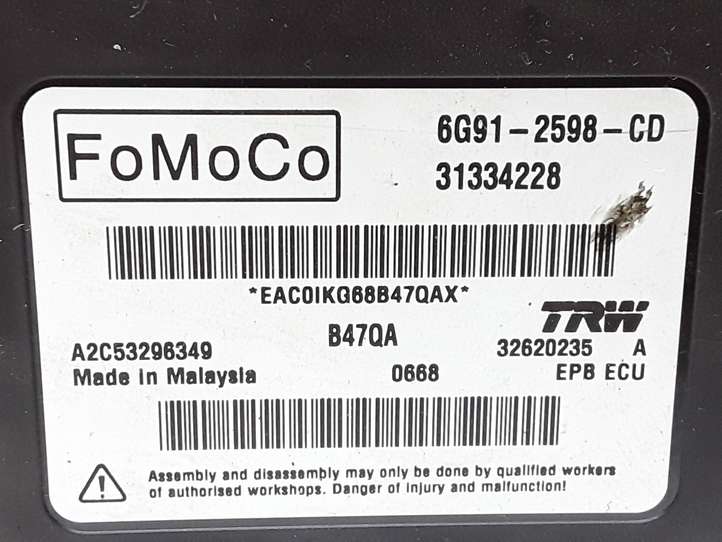 FoMoCo
6G91-2598-CD
31334228
*EAC0IKG68B47QAX*
B47QA
TRW
A2C53296349
32620235 A
Made in Malaysia
0668
EPB ECU
Assembly and disassembly may only be done by qualified workers
of authorised workshops. Danger of injury and malfunction!